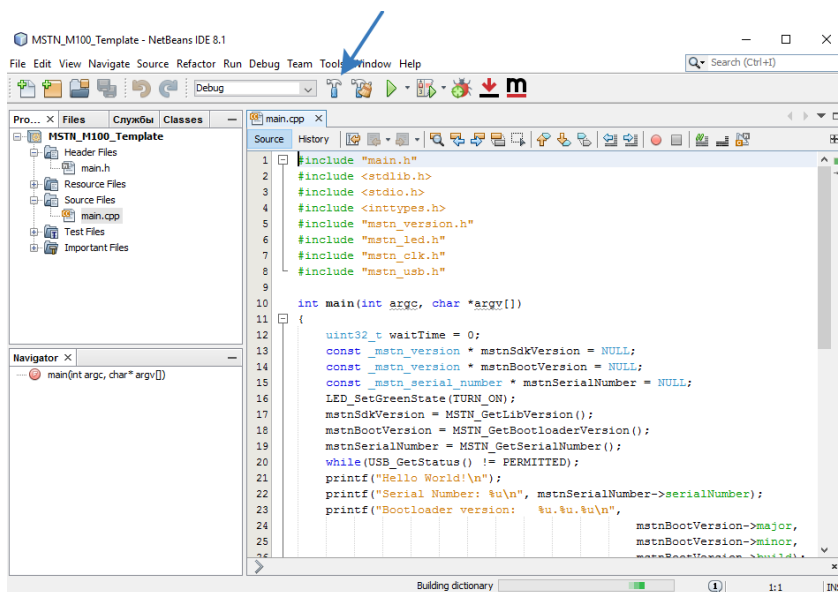 MSTN_M100_Template - NetBeans IDE 8.1
File Edit View Navigate Source Refactor Run Debug Team Tools Window Help
Search (Ctrl+I)
Debug
m
Pro... Files Службы Classes
main.cpp
MSTN_M100_Template
Header Files
main.h
Resource Files
Source Files
main.cpp
Test Files
Important Files
Navigator
main(int argc, char* argv[])
Source History
1 #include "main.h"
2 #include <stdlib.h>
3 #include <stdio.h>
4 #include <inttypes.h>
5 #include "mstn_version.h"
6 #include "mstn_led.h"
7 #include "mstn_clk.h"
8 #include "mstn_usb.h"
9
10 int main(int argc, char *argv[])
11 {
12 uint32_t waitTime = 0;
13 const _mstn_version * mstnSdkVersion = NULL;
14 const _mstn_version * mstnBootVersion = NULL;
15 const _mstn_serial_number * mstnSerialNumber = NULL;
16 LED_SetGreenState(TURN_ON);
17 mstnSdkVersion = MSTN_GetLibVersion();
18 mstnBootVersion = MSTN_GetBootloaderVersion();
19 mstnSerialNumber = MSTN_GetSerialNumber();
20 while(USB_GetStatus() != PERMITTED);
21 printf("Hello World!\n");
22 printf("Serial Number: %u\n", mstnSerialNumber->serialNumber);
23 printf("Bootloader version: %u.%u.%u\n",
24 mstnBootVersion->major,
25 mstnBootVersion->minor,
26 mstnBootVersion->build);
Building dictionary
1
1:1
INS